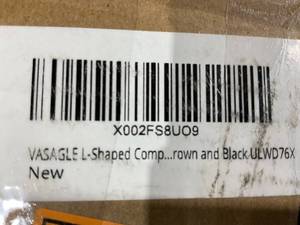 X002FS8UO9
VASAGLE L-Shaped Comp...rown and Black ULWD76X
New